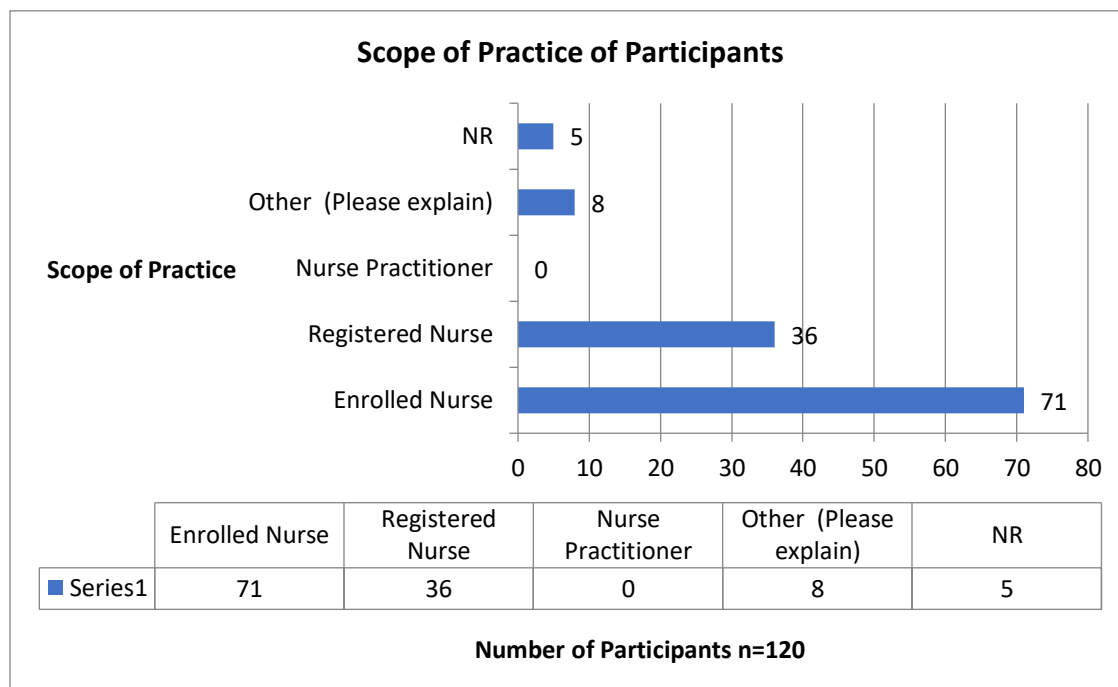 Scope of Practice of Participants
NR
5
Other  (Please explain)
8
Scope of Practice
Nurse Practitioner
0
Registered Nurse
36
Enrolled Nurse
71
0 10 20 30 40 50 60 70 80
Enrolled Nurse
Registered
Nurse
Nurse
Practitioner
Other  (Please
explain)
NR
Series1 71 36 0 8 5
Number of Participants n=120